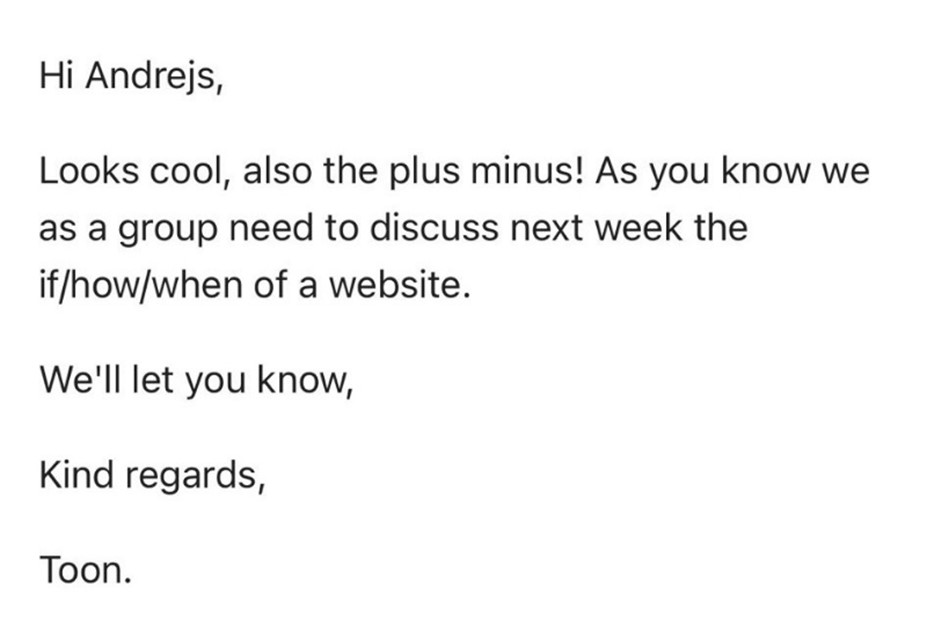 Hi Andrejs,
Looks cool, also the plus minus! As you know we
as a group need to discuss next week the
if/how/when of a website.
We'll let you know,
Kind regards,
Toon.